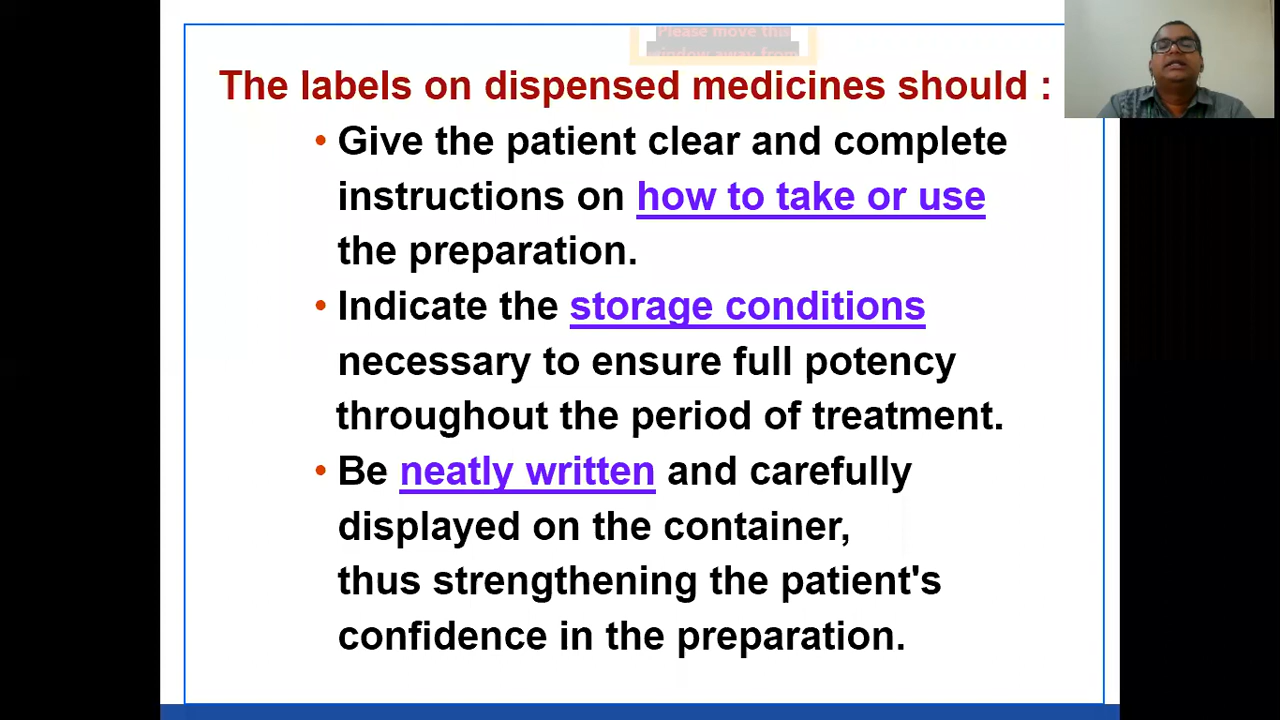 Please move this
window away from
The labels on dispensed medicines should :
• Give the patient clear and complete
instructions on how to take or use
the preparation.
• Indicate the storage conditions
necessary to ensure full potency
throughout the period of treatment.
• Be neatly written and carefully
displayed on the container,
thus strengthening the patient's
confidence in the preparation.